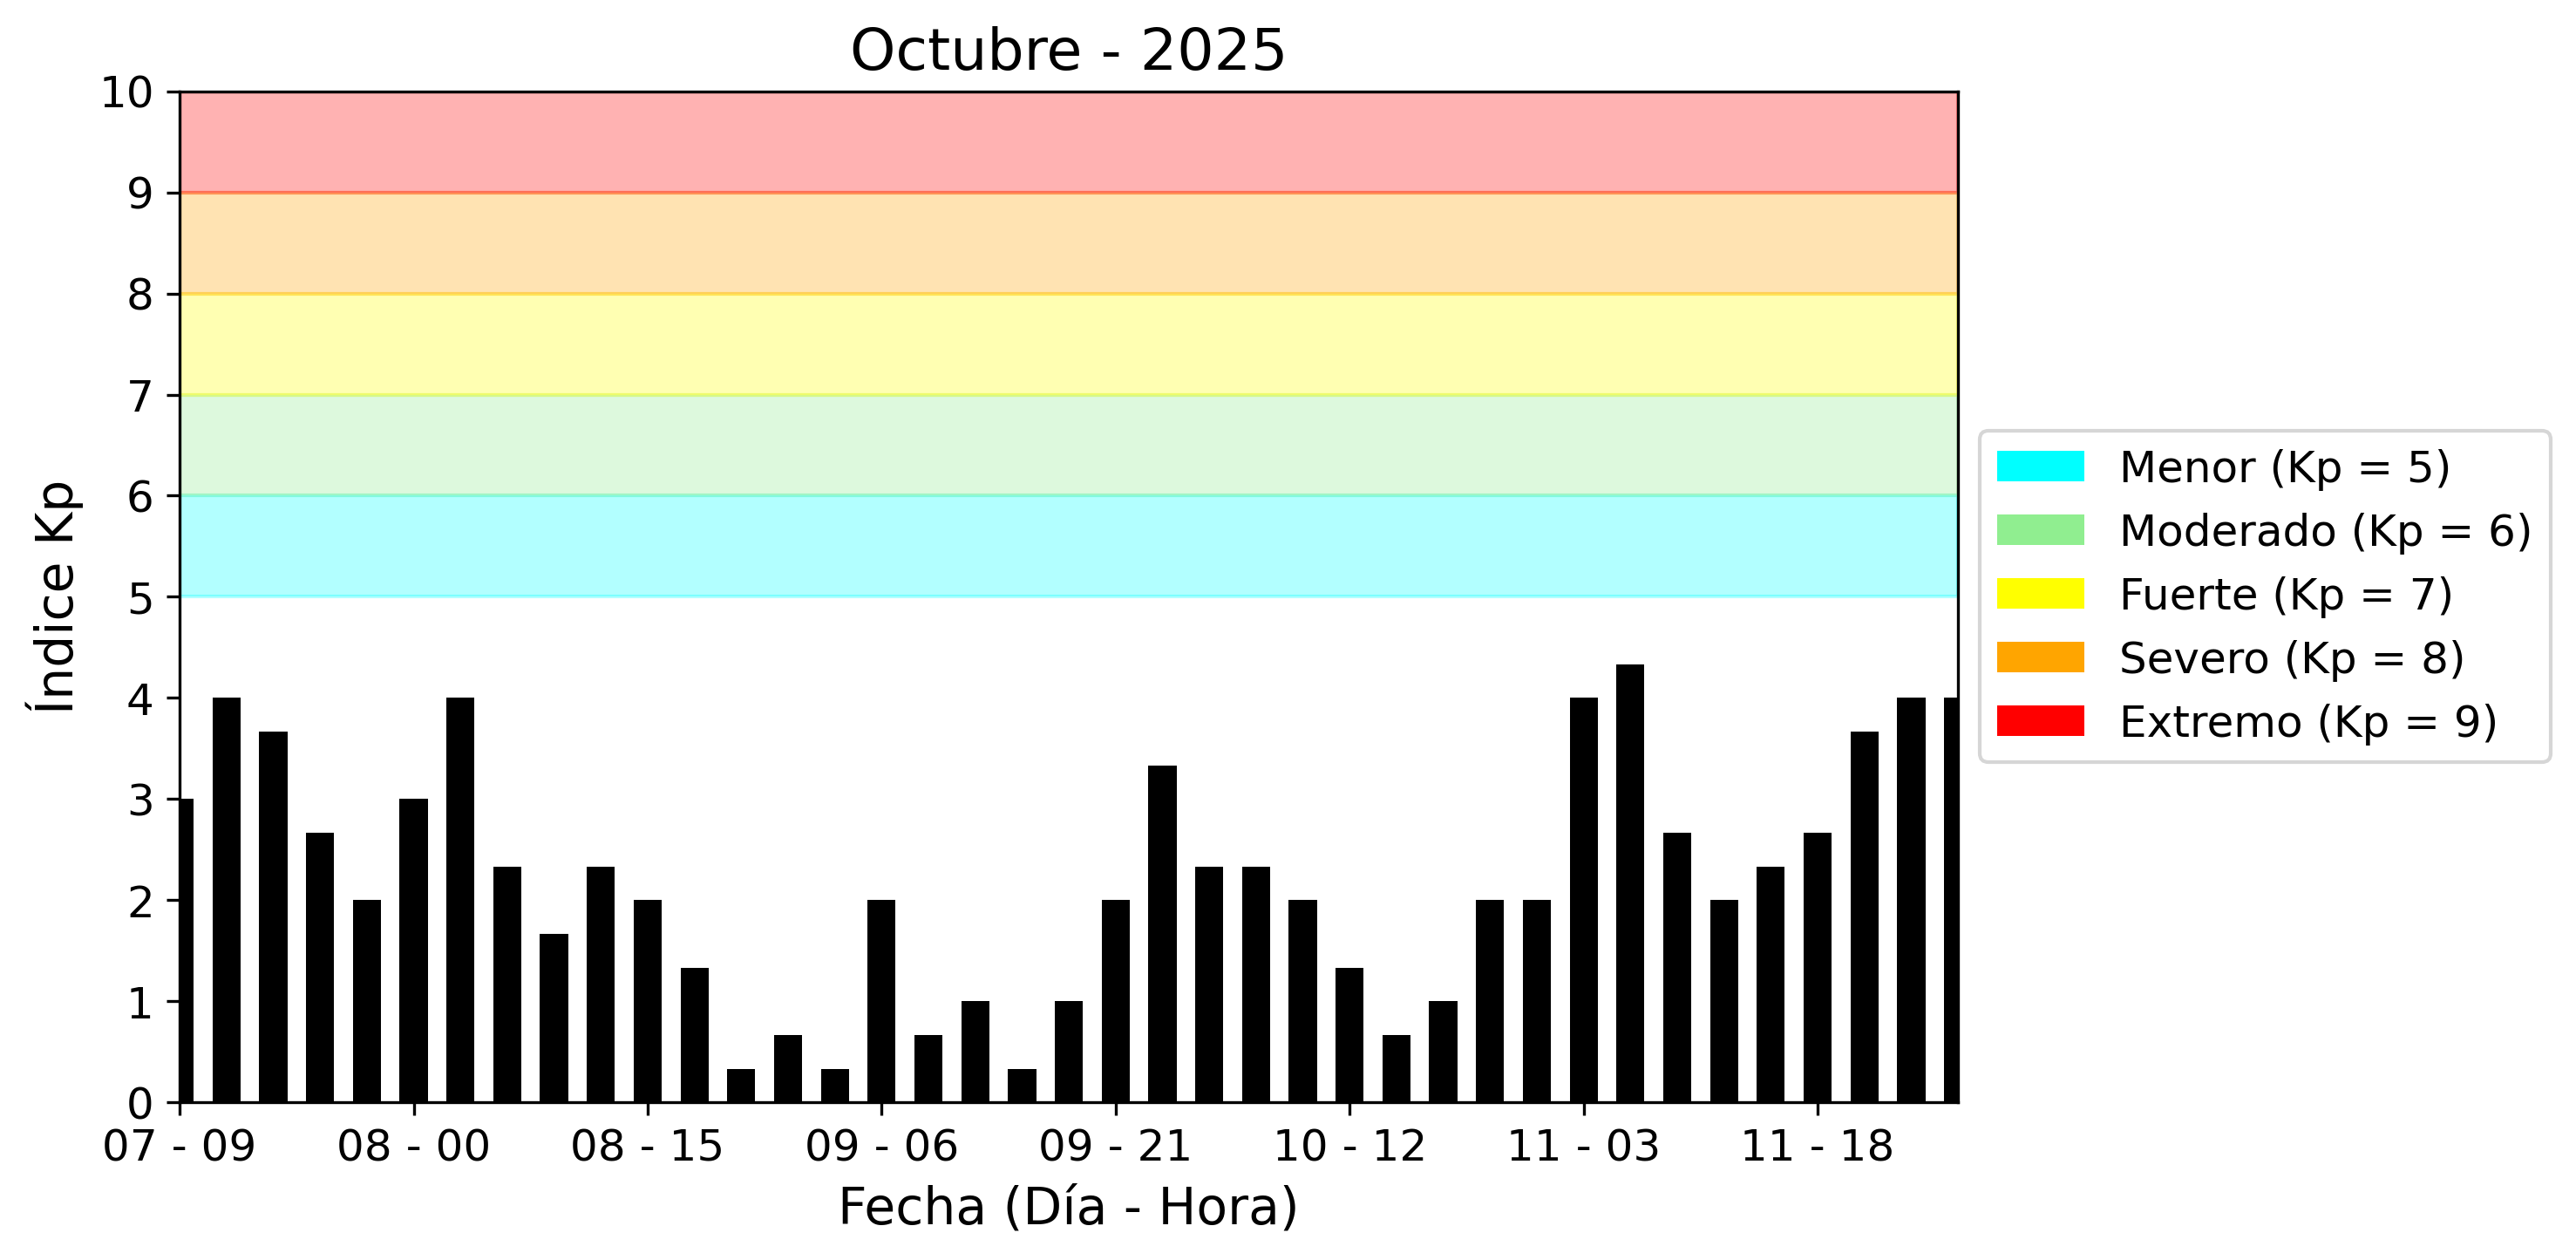 Octubre - 2025
10
9
8
7
6
5
4
3
2
1
0
Índice Kp
07 - 09
08 - 00
08 - 15
09 - 06
09 - 21
10 - 12
11 - 03
11 - 18
Fecha (Día - Hora)
Menor (Kp = 5)
Moderado (Kp = 6)
Fuerte (Kp = 7)
Severo (Kp = 8)
Extremo (Kp = 9)